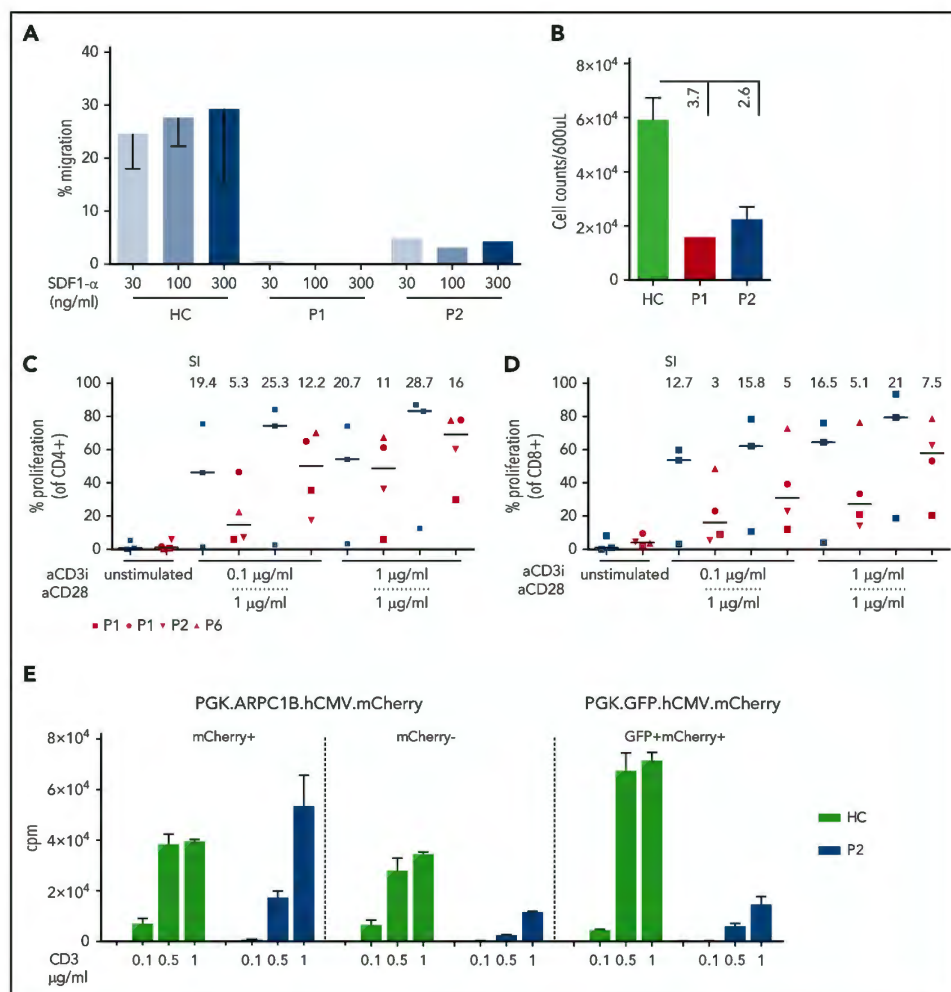 A
40
30
20
10
0
% migration
SDF1-α
(ng/ml)
30 100 300 30 100 300 30 100 300
HC P1 P2
B
8×10⁴
6×10⁴
4×10⁴
2×10⁴
0
Cell counts/600uL
3.7 2.6
HC P1 P2
C
SI
19.4 5.3 25.3 12.2 20.7 11 28.7 16
100
80
60
40
20
0
% proliferation
(of CD4+)
aCD3i
aCD28
unstimulated 0.1 µg/ml 1 µg/ml
1 µg/ml 1 µg/ml
P1 P1 P2 P6
D
SI
12.7 3 15.8 5 16.5 5.1 21 7.5
100
80
60
40
20
0
% proliferation
(of CD8+)
aCD3i
aCD28
unstimulated 0.1 µg/ml 1 µg/ml
1 µg/ml 1 µg/ml
E
PGK.ARPC1B.hCMV.mCherry PGK.GFP.hCMV.mCherry
mCherry+ mCherry- GFP+mCherry+
8×10⁴
6×10⁴
4×10⁴
2×10⁴
0
cpm
HC
P2
CD3
µg/ml
0.1 0.5 1 0.1 0.5 1 0.1 0.5 1 0.1 0.5 1 0.1 0.5 1 0.1 0.5 1